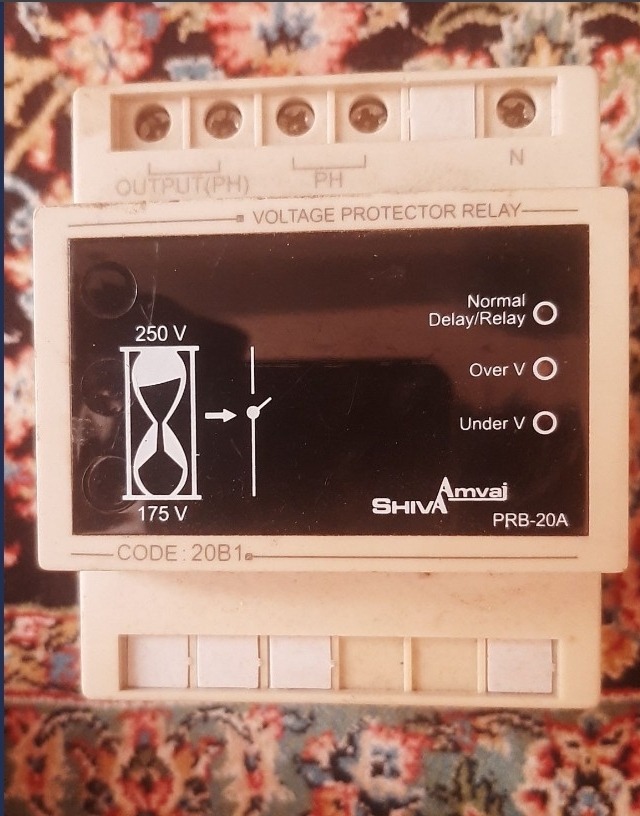 OUTPUT(PH)
PH
N
VOLTAGE PROTECTOR RELAY
Normal
Delay/Relay
250 V
Over V
Under V
175 V
SHIVA Amvaj
PRB-20A
CODE: 20B1